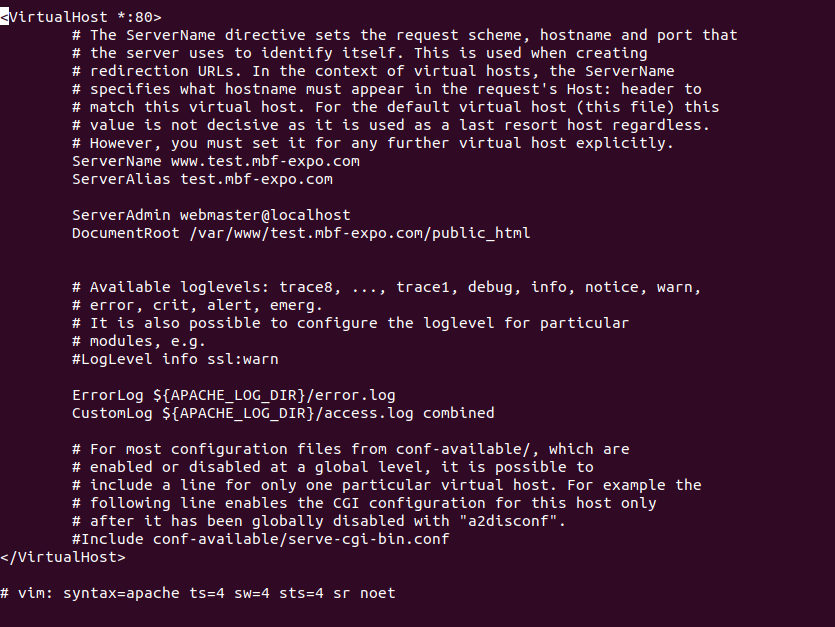 <VirtualHost *:80>
# The ServerName directive sets the request scheme, hostname and port that
# the server uses to identify itself. This is used when creating
# redirection URLs. In the context of virtual hosts, the ServerName
# specifies what hostname must appear in the request's Host: header to
# match this virtual host. For the default virtual host (this file) this
# value is not decisive as it is used as a last resort host regardless.
# However, you must set it for any further virtual host explicitly.
ServerName www.test.mbf-expo.com
ServerAlias test.mbf-expo.com
ServerAdmin webmaster@localhost
DocumentRoot /var/www/test.mbf-expo.com/public_html
# Available loglevels: trace8, ..., trace1, debug, info, notice, warn,
# error, crit, alert, emerg.
# It is also possible to configure the loglevel for particular
# modules, e.g.
#LogLevel info ssl:warn
ErrorLog ${APACHE_LOG_DIR}/error.log
CustomLog ${APACHE_LOG_DIR}/access.log combined
# For most configuration files from conf-available/, which are
# enabled or disabled at a global level, it is possible to
# include a line for only one particular virtual host. For example the
# following line enables the CGI configuration for this host only
# after it has been globally disabled with "a2disconf".
#Include conf-available/serve-cgi-bin.conf
</VirtualHost>
# vim: syntax=apache ts=4 sw=4 sts=4 sr noet